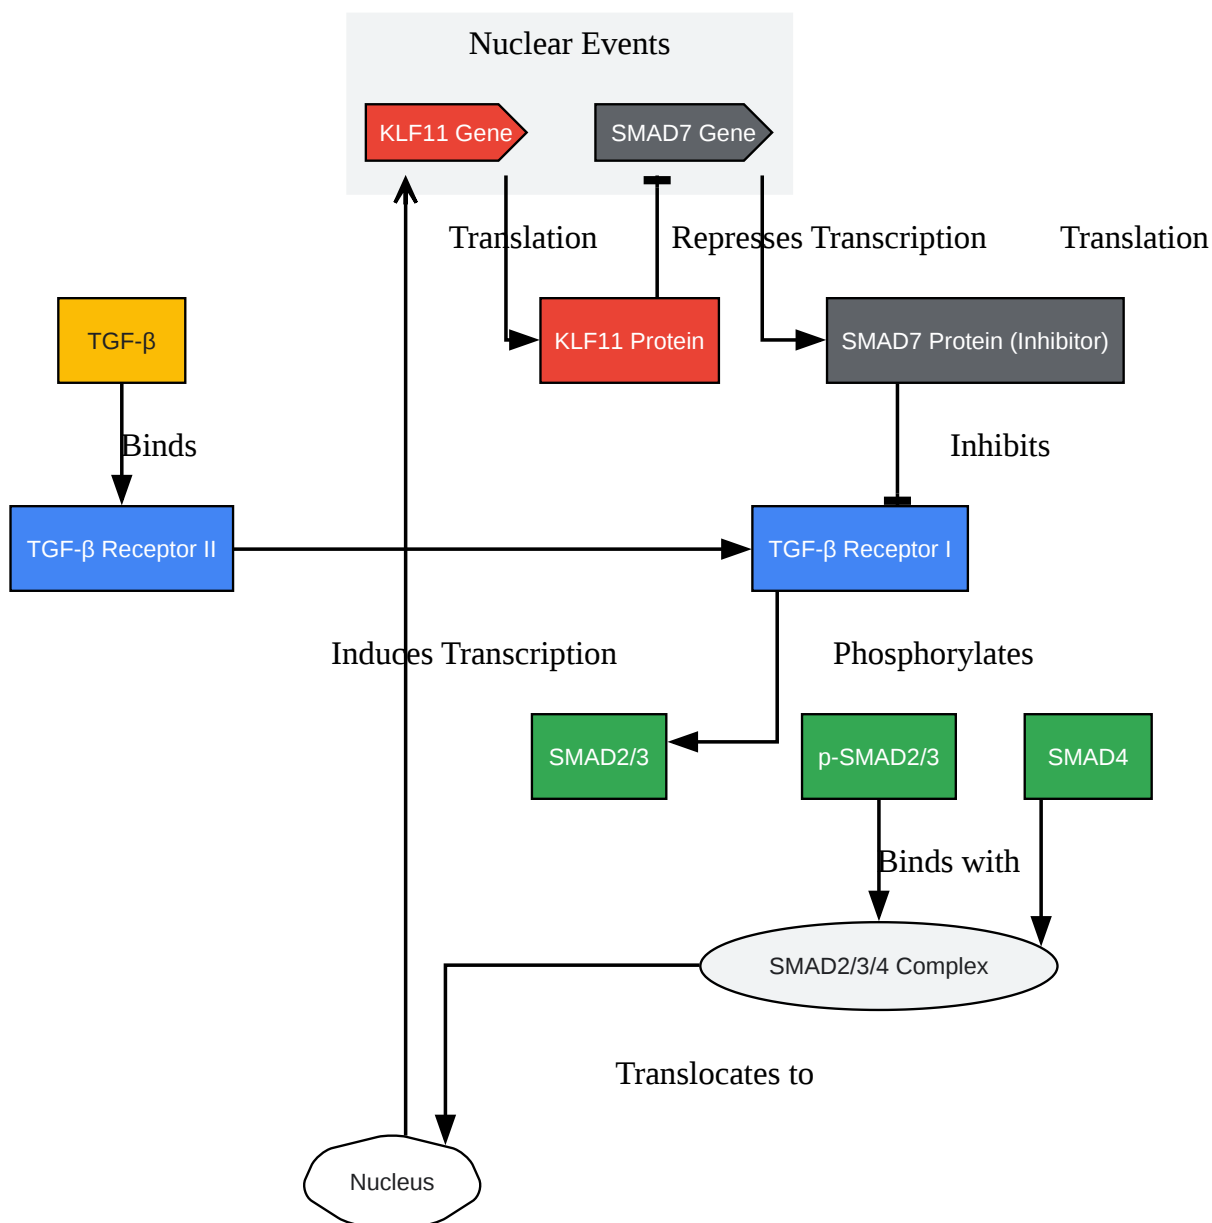 Nuclear Events
KLF11 Gene
SMAD7 Gene
Translation
Represses Transcription
Translation
TGF-β
KLF11 Protein
SMAD7 Protein (Inhibitor)
Binds
Inhibits
TGF-β Receptor II
TGF-β Receptor I
Induces Transcription
Phosphorylates
SMAD2/3
p-SMAD2/3
SMAD4
Binds with
SMAD2/3/4 Complex
Translocates to
Nucleus